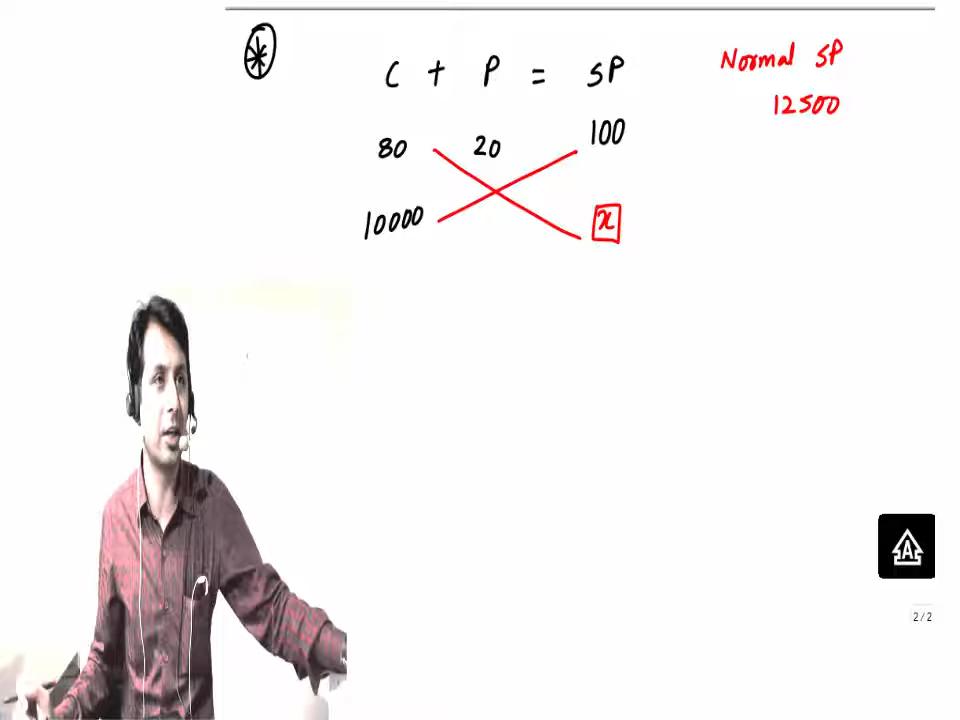 C + P = SP
80 20 100
10000 x
Normal SP
12500
A
2/2